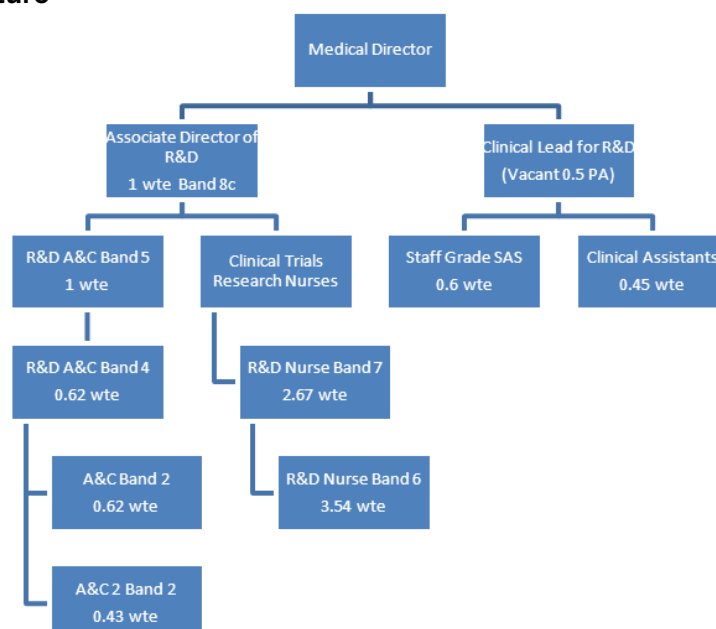 Medical Director
Associate Director of
R&D
1 wte Band 8c
Clinical Lead for R&D
(Vacant 0.5 PA)
R&D A&C Band 5
1 wte
Clinical Trials
Research Nurses
Staff Grade SAS
0.6 wte
Clinical Assistants
0.45 wte
R&D A&C Band 4
0.62 wte
R&D Nurse Band 7
2.67 wte
A&C Band 2
0.62 wte
R&D Nurse Band 6
3.54 wte
A&C 2 Band 2
0.43 wte